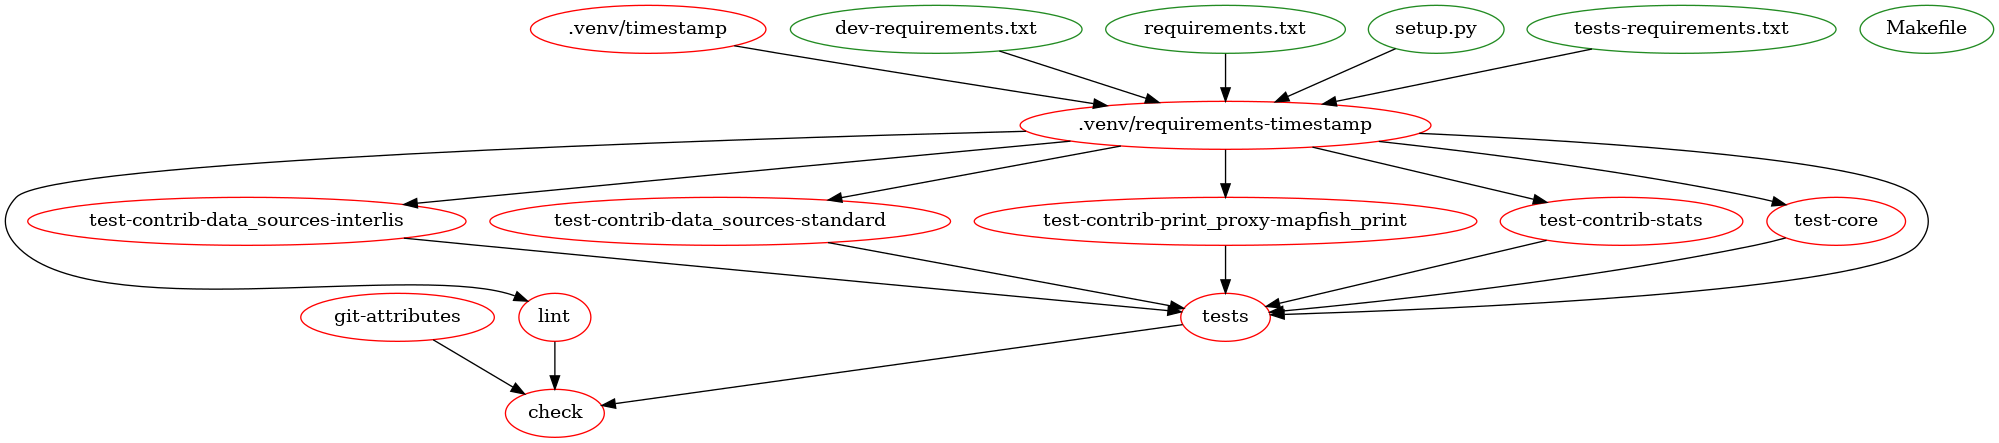 .venv/timestamp
dev-requirements.txt
requirements.txt
setup.py
tests-requirements.txt
Makefile
.venv/requirements-timestamp
test-contrib-data_sources-interlis
test-contrib-data_sources-standard
test-contrib-print_proxy-mapfish_print
test-contrib-stats
test-core
git-attributes
lint
tests
check